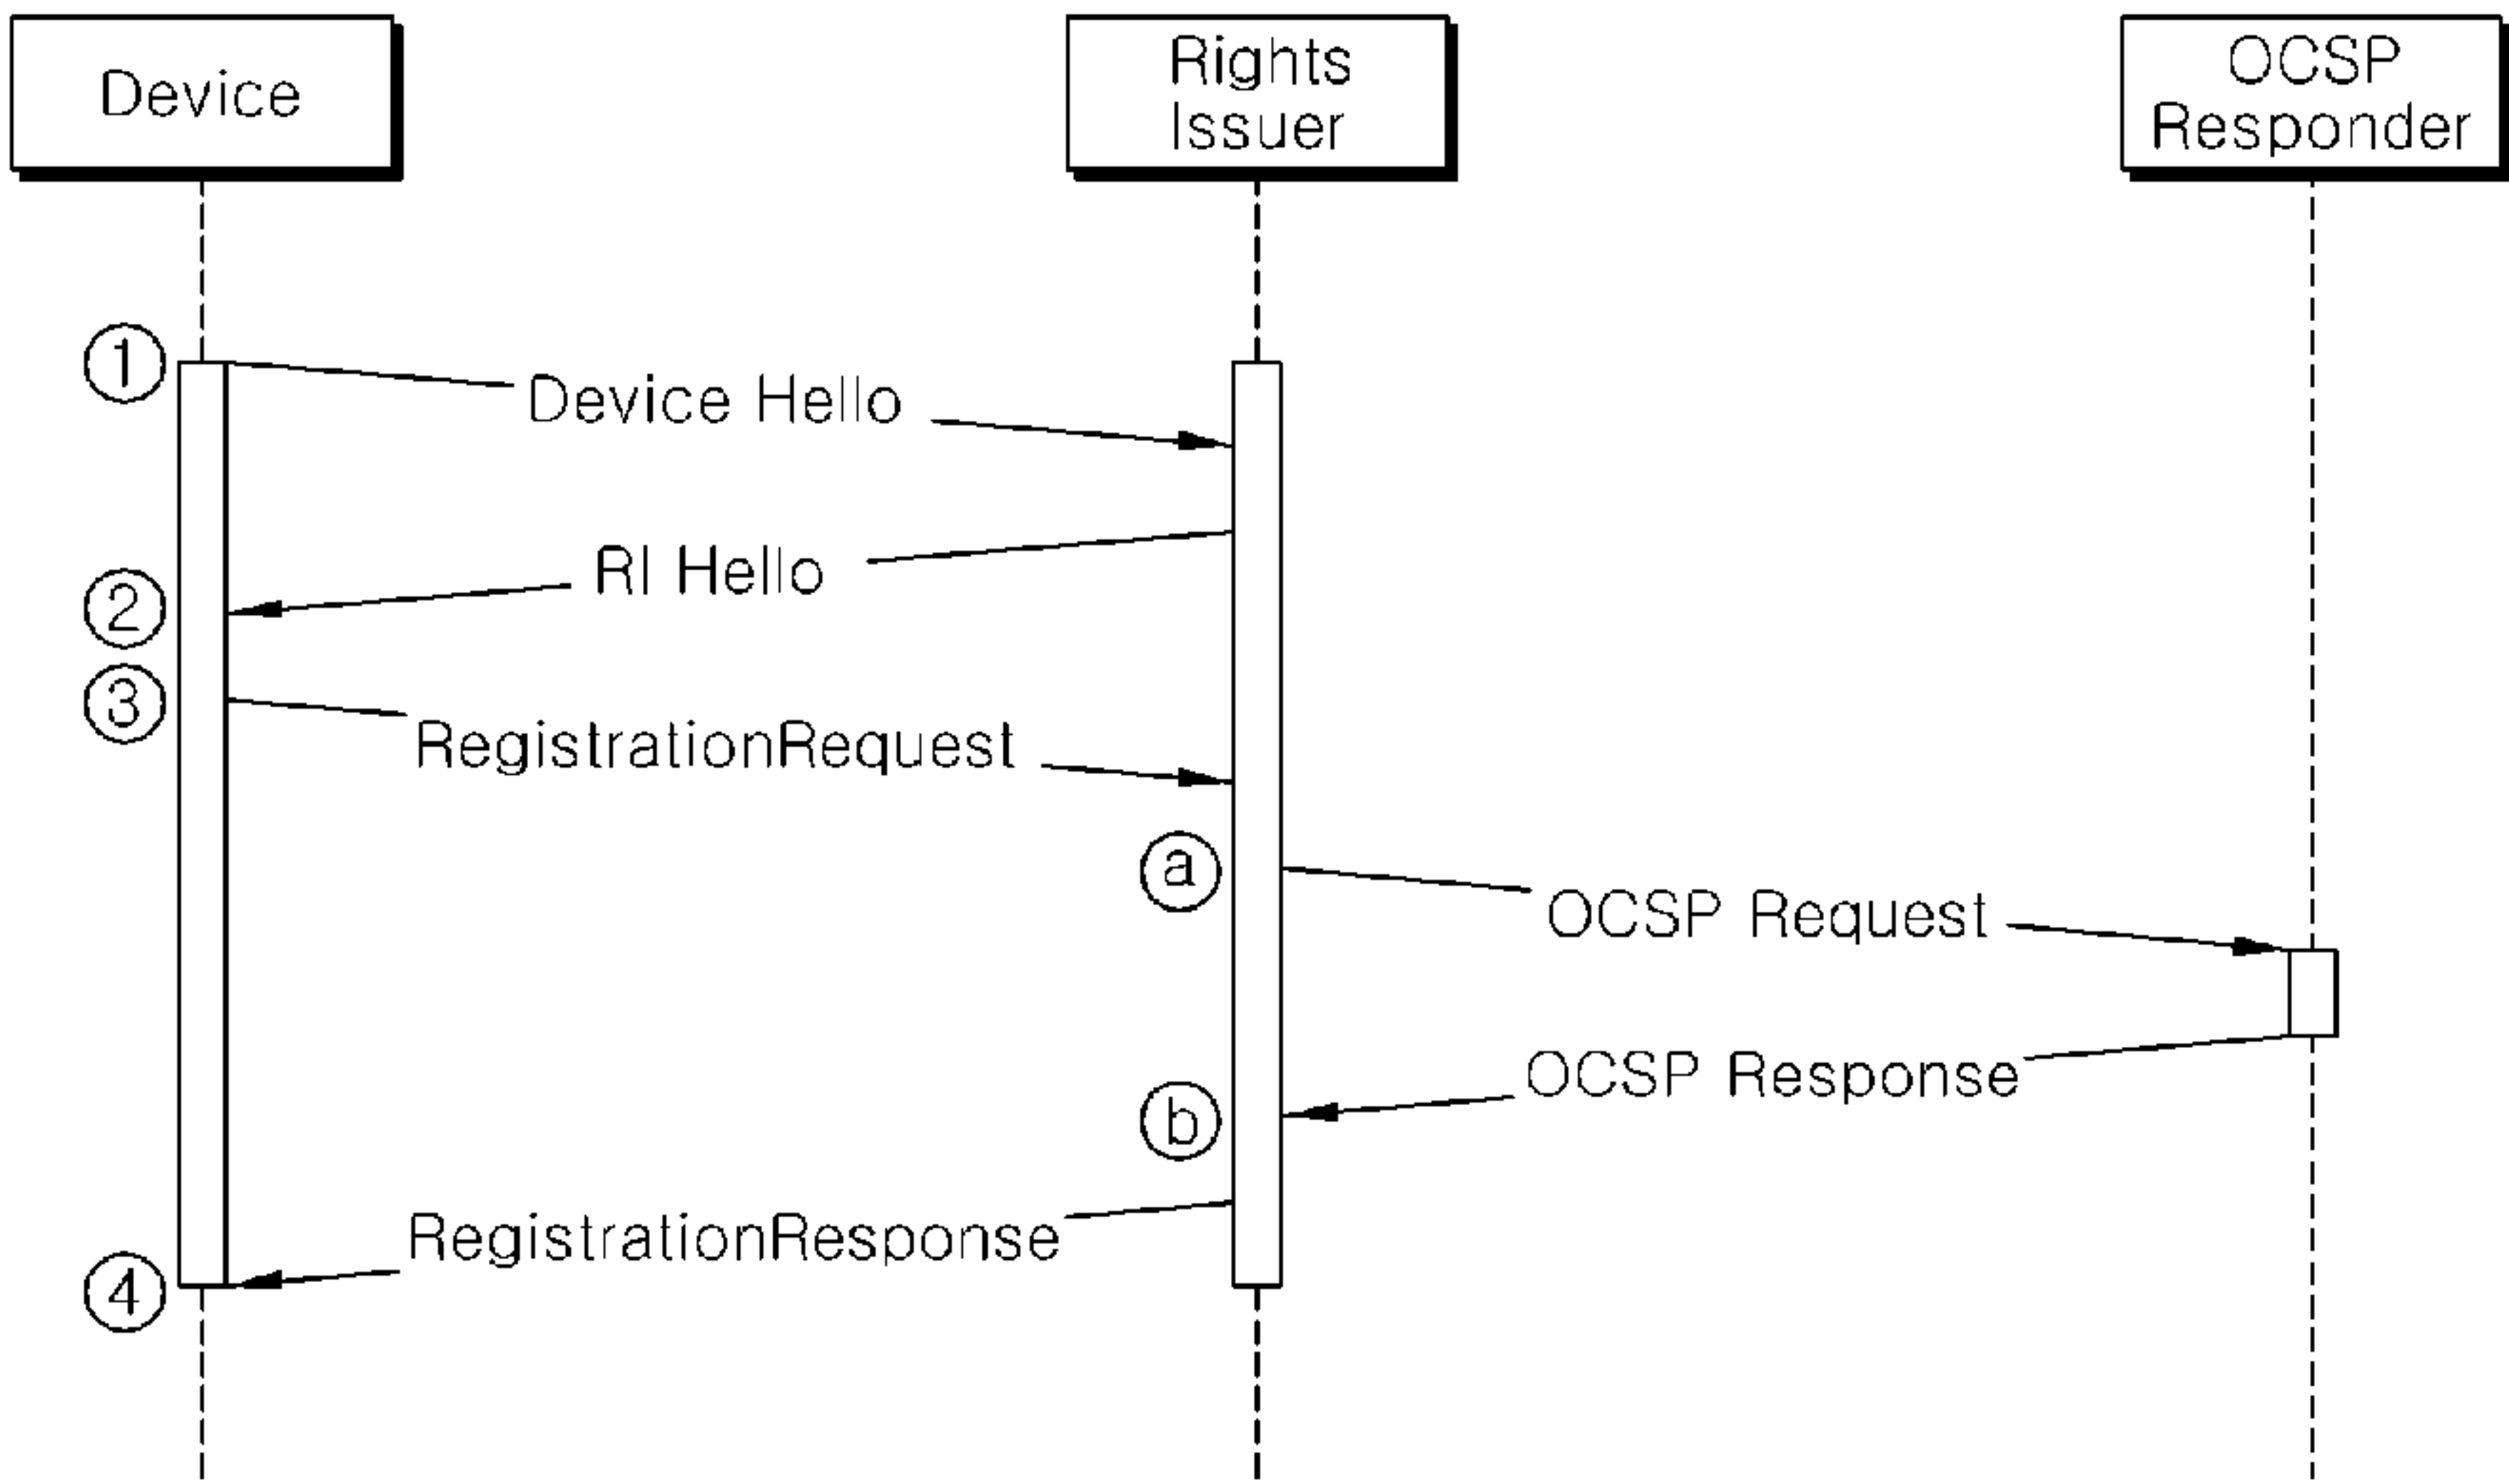 Device
Rights
Issuer
OCSP
Responder
1
Device Hello
RI Hello
2
3
RegistrationRequest
a
OCSP Request
OCSP Response
b
RegistrationResponse
4